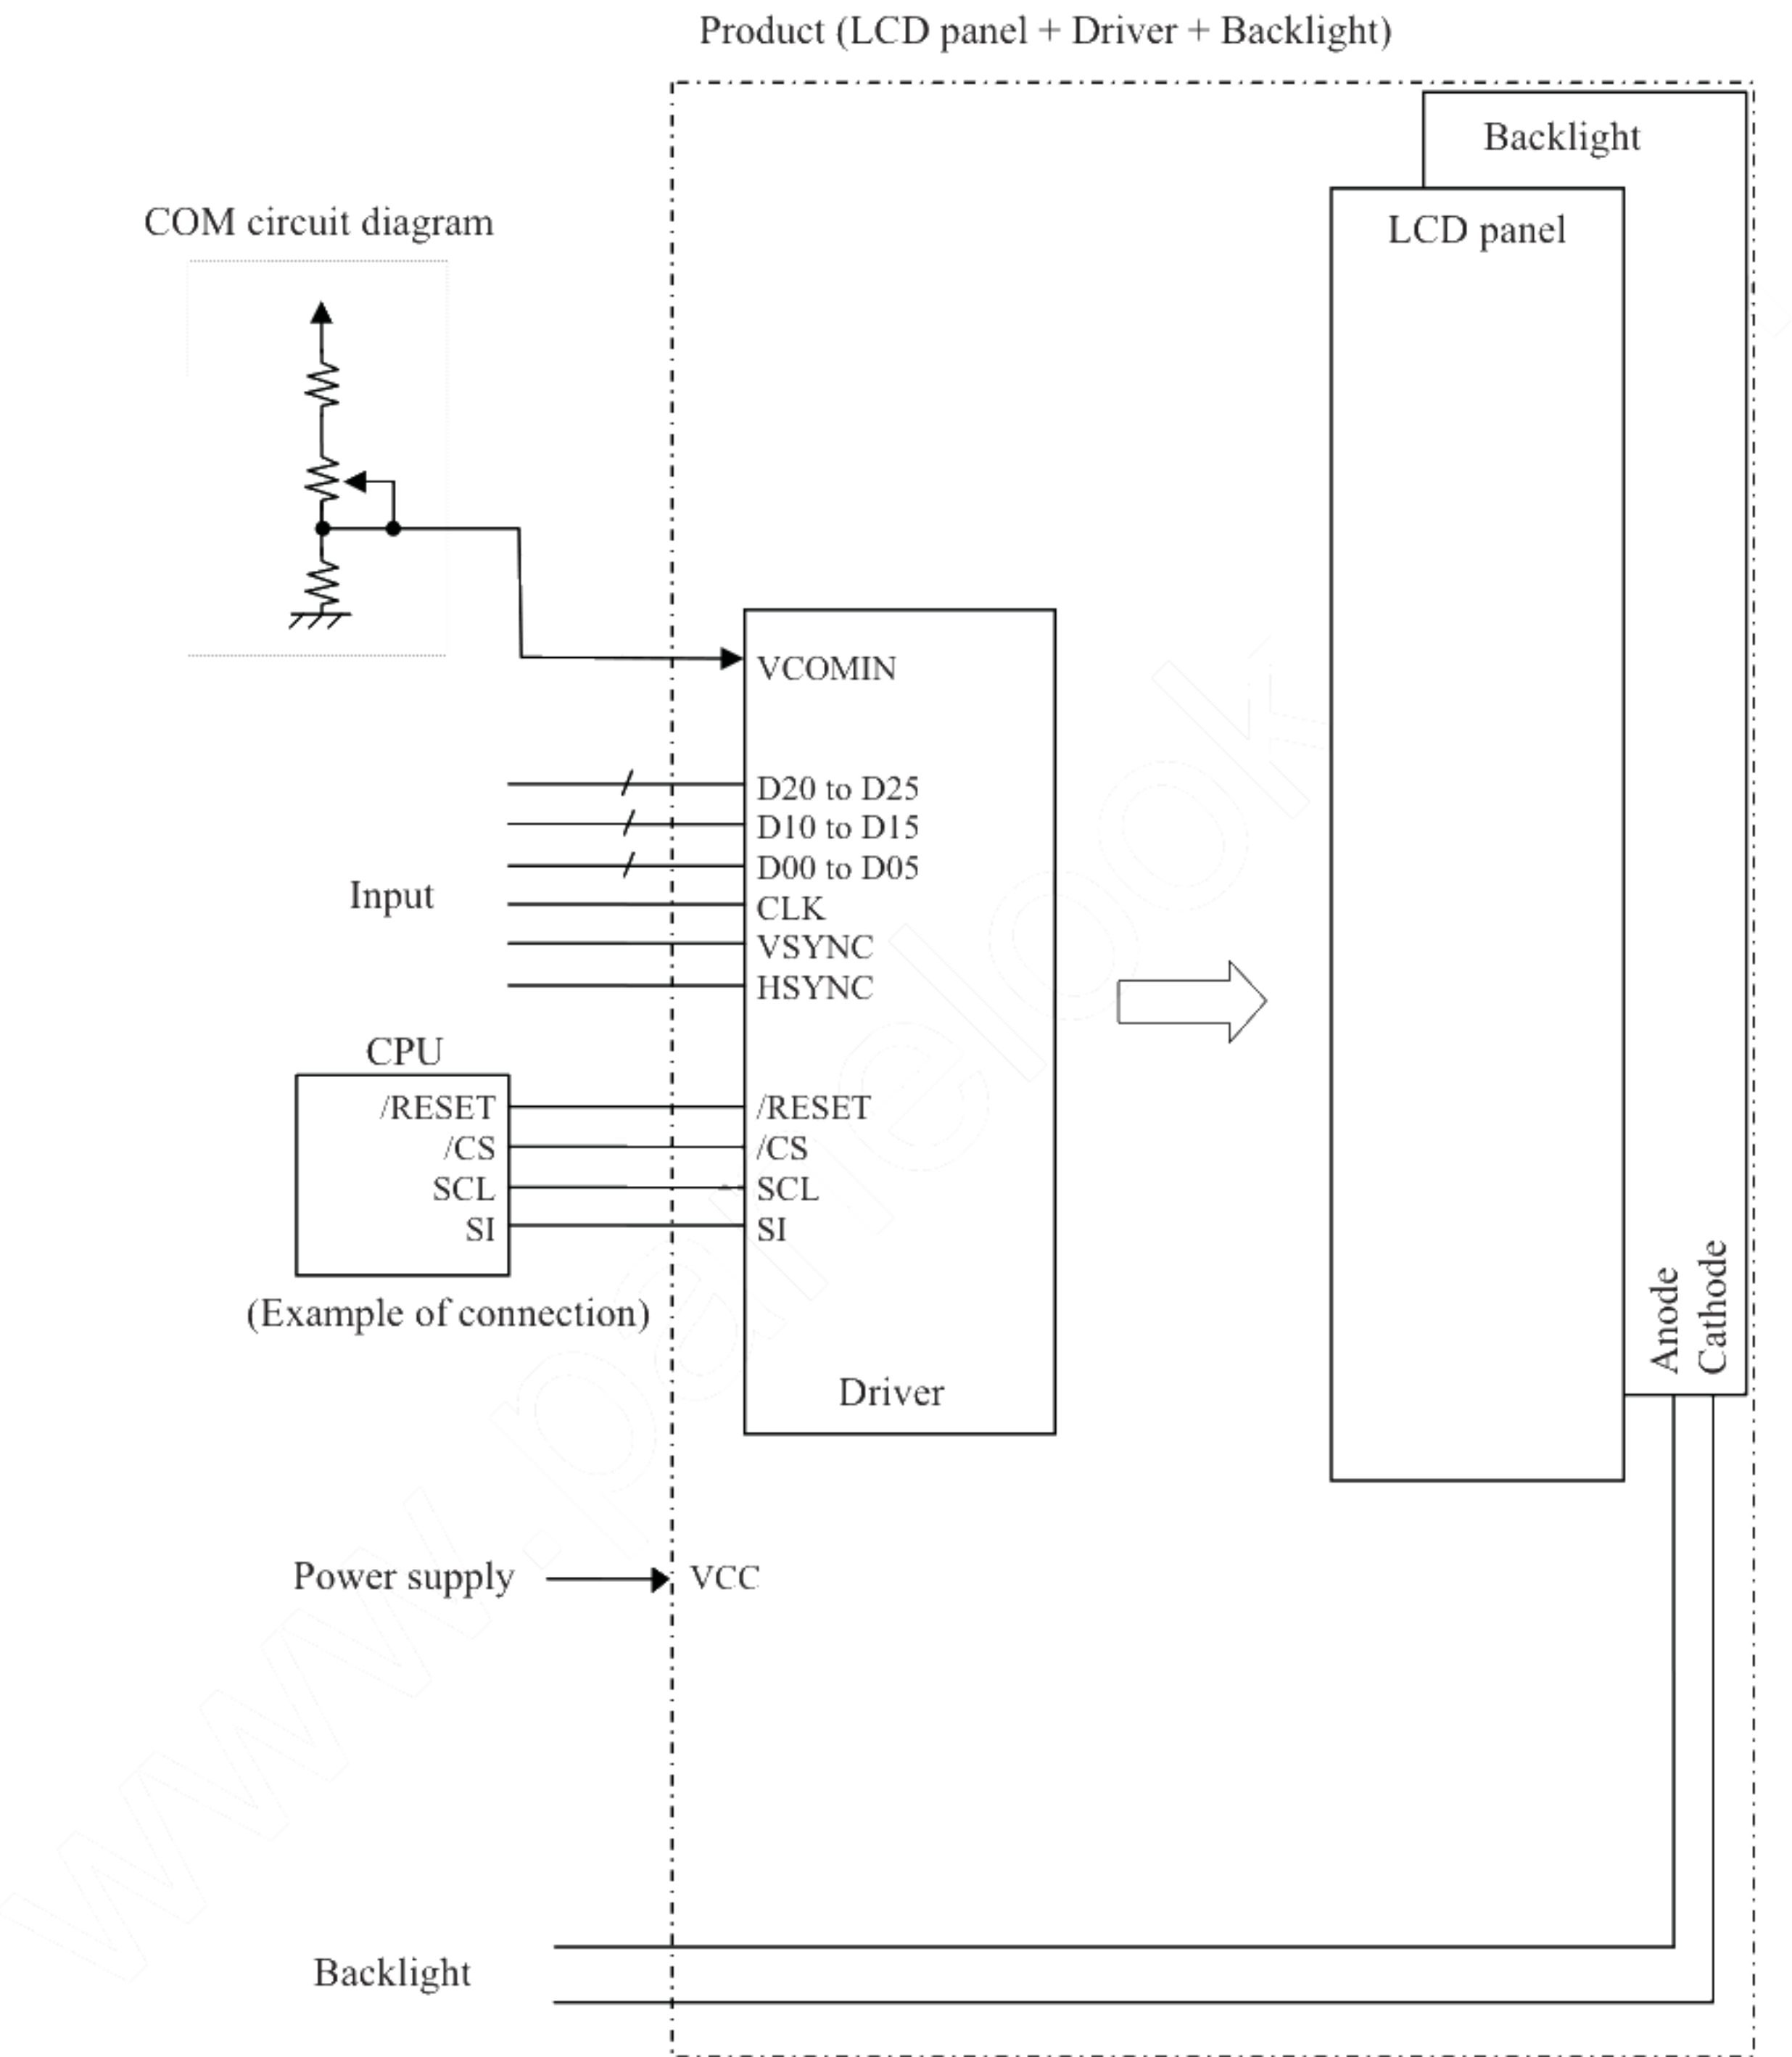 Product (LCD panel + Driver + Backlight)
Backlight
LCD panel
COM circuit diagram
VCOMIN
D20 to D25
D10 to D15
D00 to D05
Input
CLK
VSYNC
HSYNC
CPU
/RESET /RESET
/CS /CS
SCL SCL
SI SI
(Example of connection)
Anode
Cathode
Driver
Power supply VCC
Backlight
www.panelook